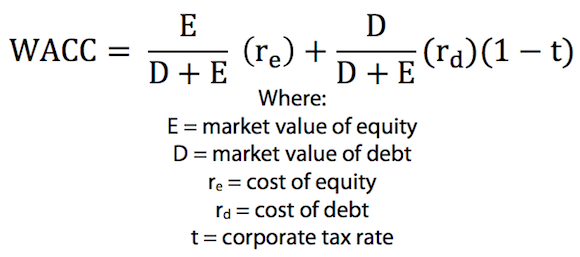 WACC = E/(D + E) (rₑ) + D/(D + E) (r_d)(1 − t)
Where:
E = market value of equity
D = market value of debt
rₑ = cost of equity
r_d = cost of debt
t = corporate tax rate